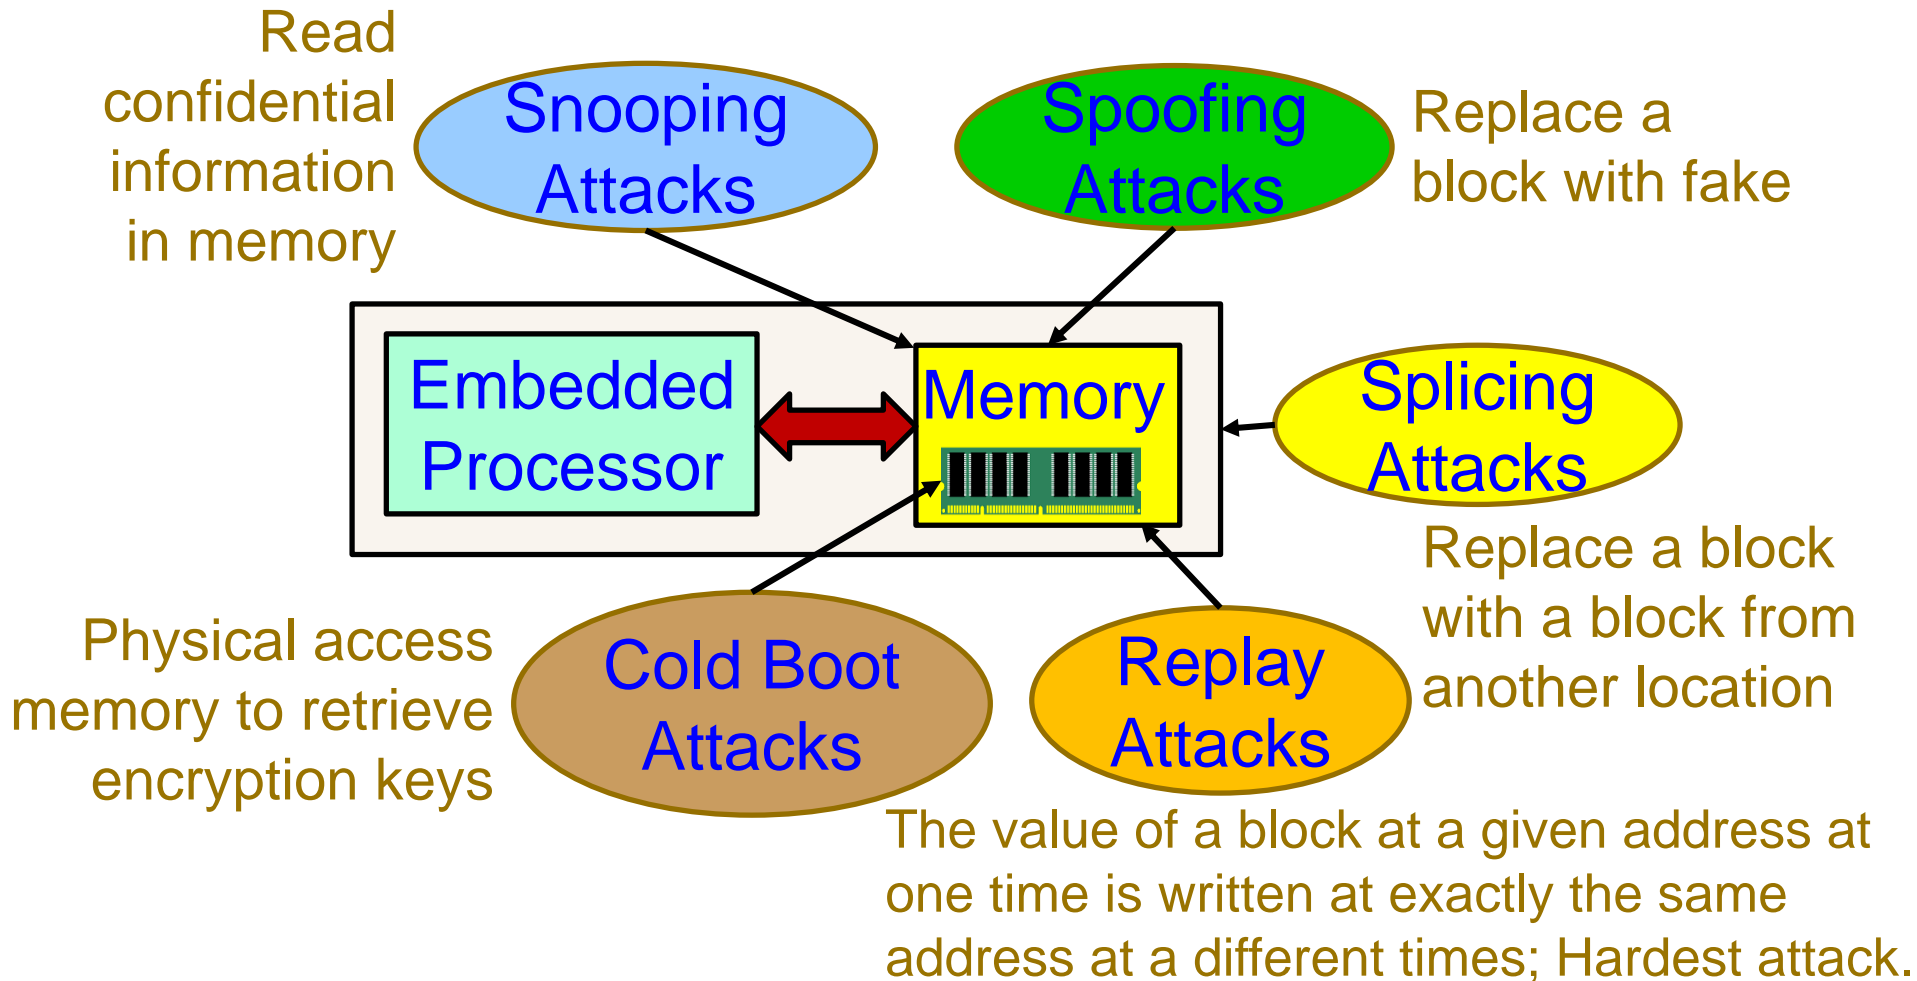 Read
confidential
information
in memory
Snooping
Attacks
Spoofing
Attacks
Replace a
block with fake
Embedded
Processor
Memory
Splicing
Attacks
Replace a block
with a block from
another location
Physical access
memory to retrieve
encryption keys
Cold Boot
Attacks
Replay
Attacks
The value of a block at a given address at
one time is written at exactly the same
address at a different times; Hardest attack.